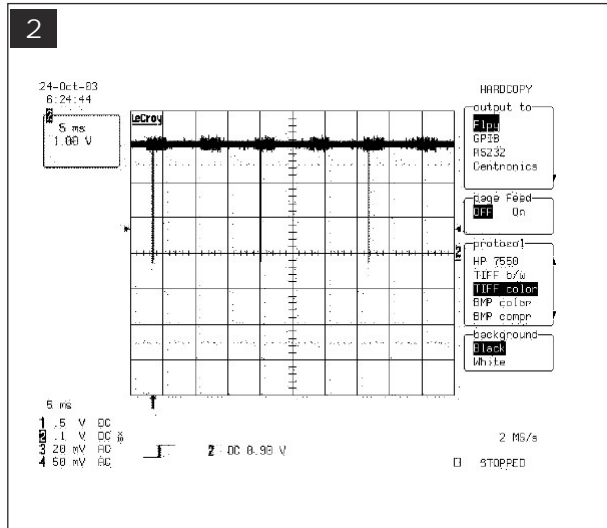 2
24-Oct-03
6:24:44
5 ms
1.00 V
LeCroy
HARDCOPY
output to
Flpy
GPIB
RS232
Centronics
page Feed
OFF On
protocol
HP 7550
TIFF b/w
TIFF color
BMP color
BMP compr
background
Black
White
5 ms
1 .5 V DC
2 .1 V DC
3 20 mV AC
4 50 mV AC
2 DC 0.90 V
2 MS/s
STOPPED